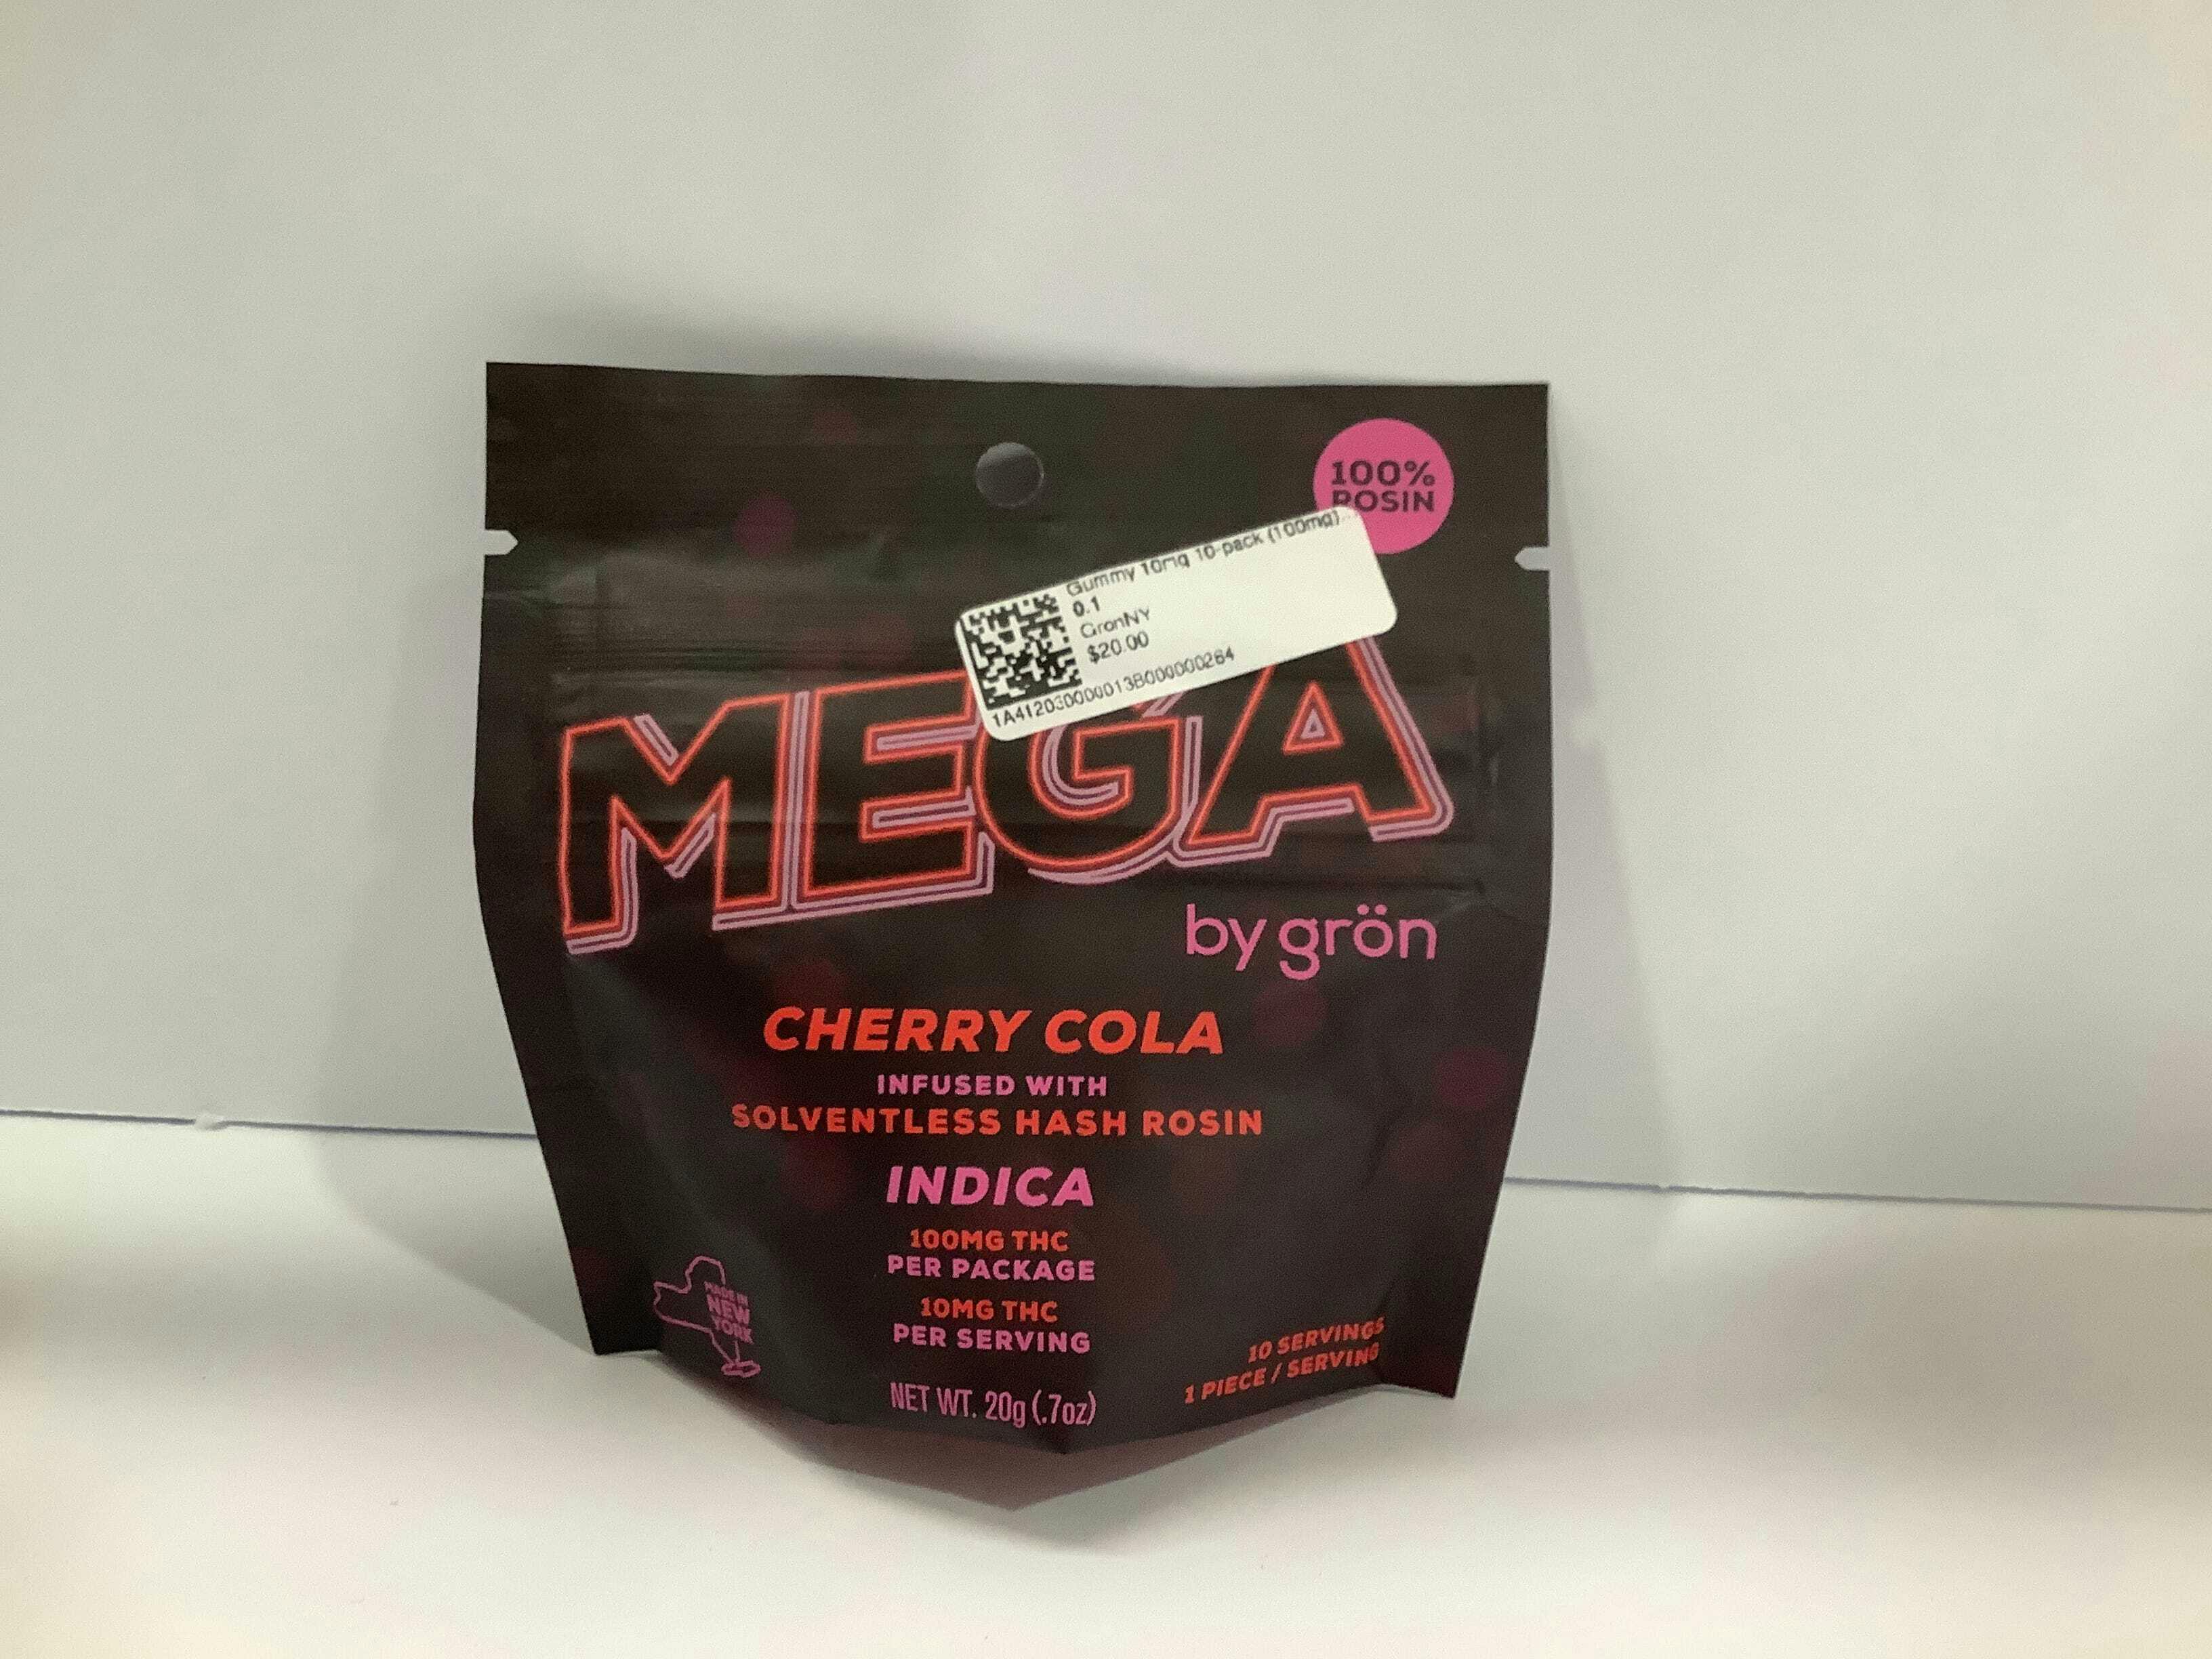 100%
ROSIN
Gummy 10mg 10-pack (100mg)...
0.1
GronNY
$20.00
1A412030000013B000000264
MEGA
by grön
CHERRY COLA
INFUSED WITH
SOLVENTLESS HASH ROSIN
INDICA
100MG THC
PER PACKAGE
10MG THC
PER SERVING
MADE IN
NEW
YORK
NET WT. 20g (.7oz)
10 SERVINGS
1 PIECE / SERVING